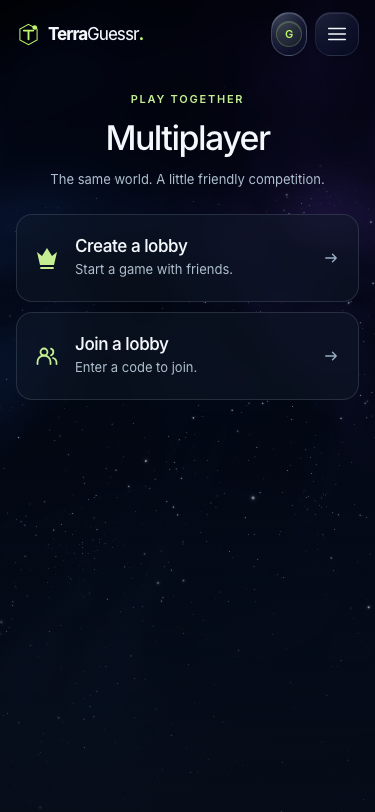 TerraGuessr.
G
PLAY TOGETHER
Multiplayer
The same world. A little friendly competition.
Create a lobby
Start a game with friends.
Join a lobby
Enter a code to join.